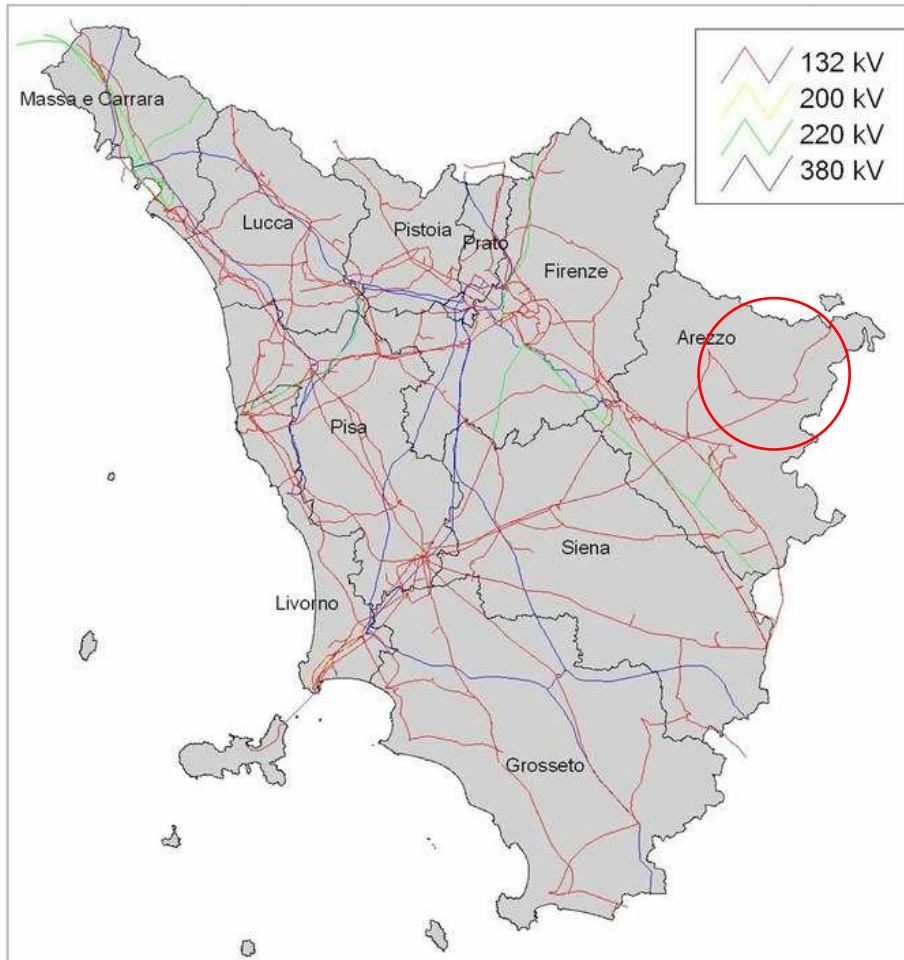 132 kV
200 kV
220 kV
380 kV
Massa e Carrara
Lucca
Pistoia
Prato
Firenze
Arezzo
Pisa
Siena
Livorno
Grosseto